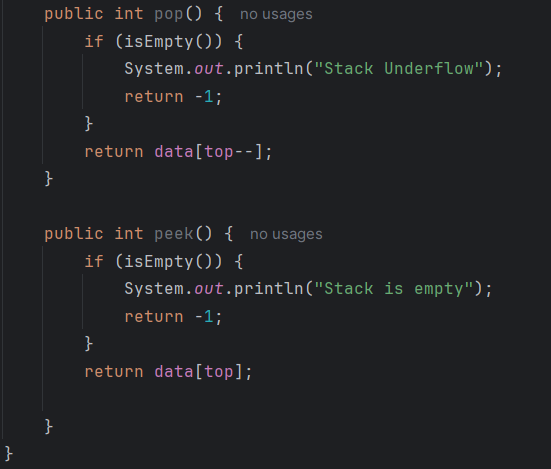 public int pop() { no usages
if (isEmpty()) {
System.out.println("Stack Underflow");
return -1;
}
return data[top--];
}
public int peek() { no usages
if (isEmpty()) {
System.out.println("Stack is empty");
return -1;
}
return data[top];
}
}